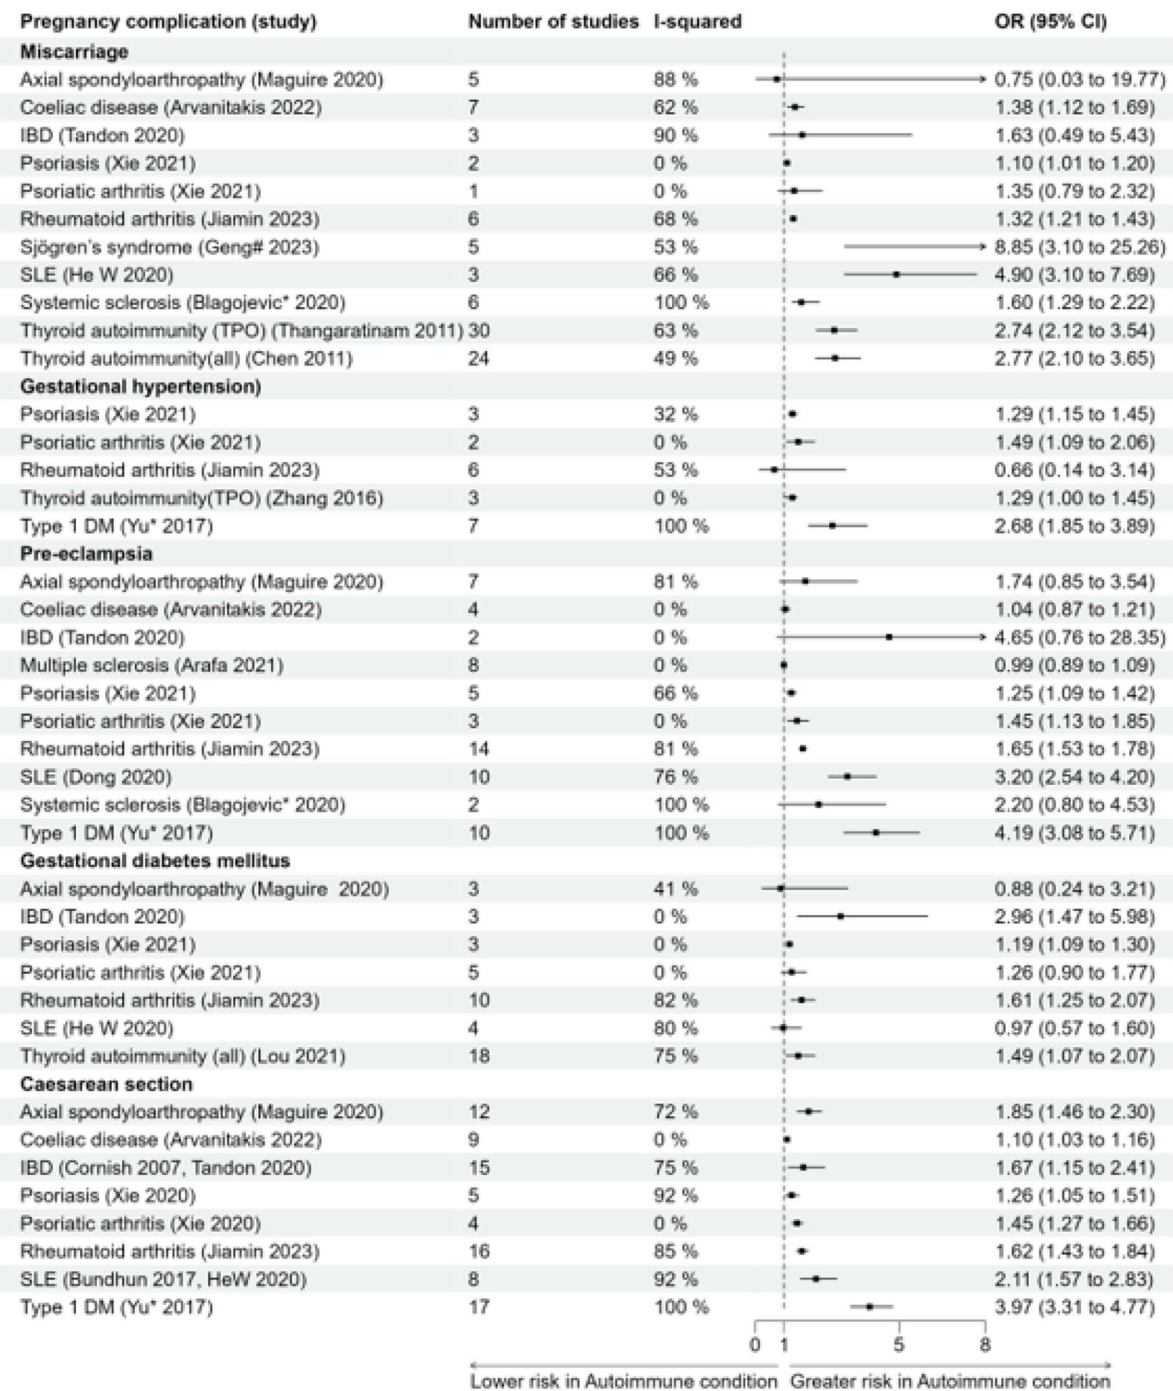 Pregnancy complication (study) Number of studies I-squared OR (95% CI)
Miscarriage
Axial spondyloarthropathy (Maguire 2020) 5 88 % 0.75 (0.03 to 19.77)
Coeliac disease (Arvanitakis 2022) 7 62 % 1.38 (1.12 to 1.69)
IBD (Tandon 2020) 3 90 % 1.63 (0.49 to 5.43)
Psoriasis (Xie 2021) 2 0 % 1.10 (1.01 to 1.20)
Psoriatic arthritis (Xie 2021) 1 0 % 1.35 (0.79 to 2.32)
Rheumatoid arthritis (Jiamin 2023) 6 68 % 1.32 (1.21 to 1.43)
Sjögren's syndrome (Geng# 2023) 5 53 % 8.85 (3.10 to 25.26)
SLE (He W 2020) 3 66 % 4.90 (3.10 to 7.69)
Systemic sclerosis (Blagojevic* 2020) 6 100 % 1.60 (1.29 to 2.22)
Thyroid autoimmunity (TPO) (Thangaratinam 2011) 30 63 % 2.74 (2.12 to 3.54)
Thyroid autoimmunity(all) (Chen 2011) 24 49 % 2.77 (2.10 to 3.65)
Gestational hypertension)
Psoriasis (Xie 2021) 3 32 % 1.29 (1.15 to 1.45)
Psoriatic arthritis (Xie 2021) 2 0 % 1.49 (1.09 to 2.06)
Rheumatoid arthritis (Jiamin 2023) 6 53 % 0.66 (0.14 to 3.14)
Thyroid autoimmunity(TPO) (Zhang 2016) 3 0 % 1.29 (1.00 to 1.45)
Type 1 DM (Yu* 2017) 7 100 % 2.68 (1.85 to 3.89)
Pre-eclampsia
Axial spondyloarthropathy (Maguire 2020) 7 81 % 1.74 (0.85 to 3.54)
Coeliac disease (Arvanitakis 2022) 4 0 % 1.04 (0.87 to 1.21)
IBD (Tandon 2020) 2 0 % 4.65 (0.76 to 28.35)
Multiple sclerosis (Arafa 2021) 8 0 % 0.99 (0.89 to 1.09)
Psoriasis (Xie 2021) 5 66 % 1.25 (1.09 to 1.42)
Psoriatic arthritis (Xie 2021) 3 0 % 1.45 (1.13 to 1.85)
Rheumatoid arthritis (Jiamin 2023) 14 81 % 1.65 (1.53 to 1.78)
SLE (Dong 2020) 10 76 % 3.20 (2.54 to 4.20)
Systemic sclerosis (Blagojevic* 2020) 2 100 % 2.20 (0.80 to 4.53)
Type 1 DM (Yu* 2017) 10 100 % 4.19 (3.08 to 5.71)
Gestational diabetes mellitus
Axial spondyloarthropathy (Maguire 2020) 3 41 % 0.88 (0.24 to 3.21)
IBD (Tandon 2020) 3 0 % 2.96 (1.47 to 5.98)
Psoriasis (Xie 2021) 3 0 % 1.19 (1.09 to 1.30)
Psoriatic arthritis (Xie 2021) 5 0 % 1.26 (0.90 to 1.77)
Rheumatoid arthritis (Jiamin 2023) 10 82 % 1.61 (1.25 to 2.07)
SLE (He W 2020) 4 80 % 0.97 (0.57 to 1.60)
Thyroid autoimmunity (all) (Lou 2021) 18 75 % 1.49 (1.07 to 2.07)
Caesarean section
Axial spondyloarthropathy (Maguire 2020) 12 72 % 1.85 (1.46 to 2.30)
Coeliac disease (Arvanitakis 2022) 9 0 % 1.10 (1.03 to 1.16)
IBD (Cornish 2007, Tandon 2020) 15 75 % 1.67 (1.15 to 2.41)
Psoriasis (Xie 2020) 5 92 % 1.26 (1.05 to 1.51)
Psoriatic arthritis (Xie 2020) 4 0 % 1.45 (1.27 to 1.66)
Rheumatoid arthritis (Jiamin 2023) 16 85 % 1.62 (1.43 to 1.84)
SLE (Bundhun 2017, HeW 2020) 8 92 % 2.11 (1.57 to 2.83)
Type 1 DM (Yu* 2017) 17 100 % 3.97 (3.31 to 4.77)
0 1 5 8
Lower risk in Autoimmune condition Greater risk in Autoimmune condition